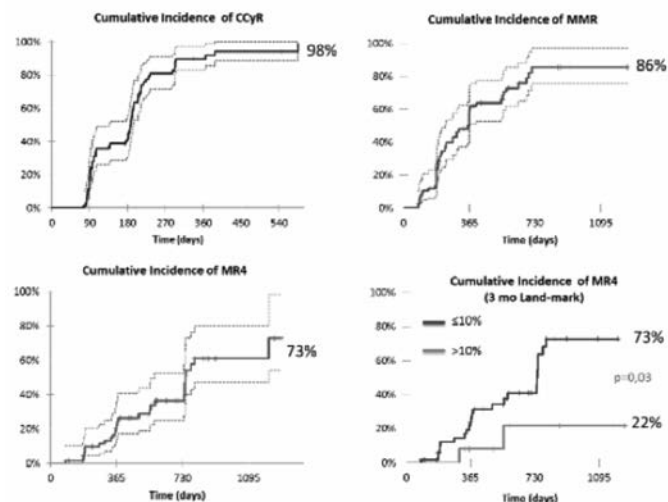 Cumulative Incidence of CCyR
100%
80%
60%
40%
20%
0%
98%
0 90 180 270 360 450 540
Time (days)
Cumulative Incidence of MMR
100%
80%
60%
40%
20%
0%
86%
0 365 730 1095
Time (days)
Cumulative Incidence of MR4
100%
80%
60%
40%
20%
0%
73%
0 365 730 1095
Time (days)
Cumulative Incidence of MR4
(3 mo Land-mark)
100%
80%
60%
40%
20%
0%
≤10%
>10%
73%
p=0,03
22%
0 365 730 1095
Time (days)